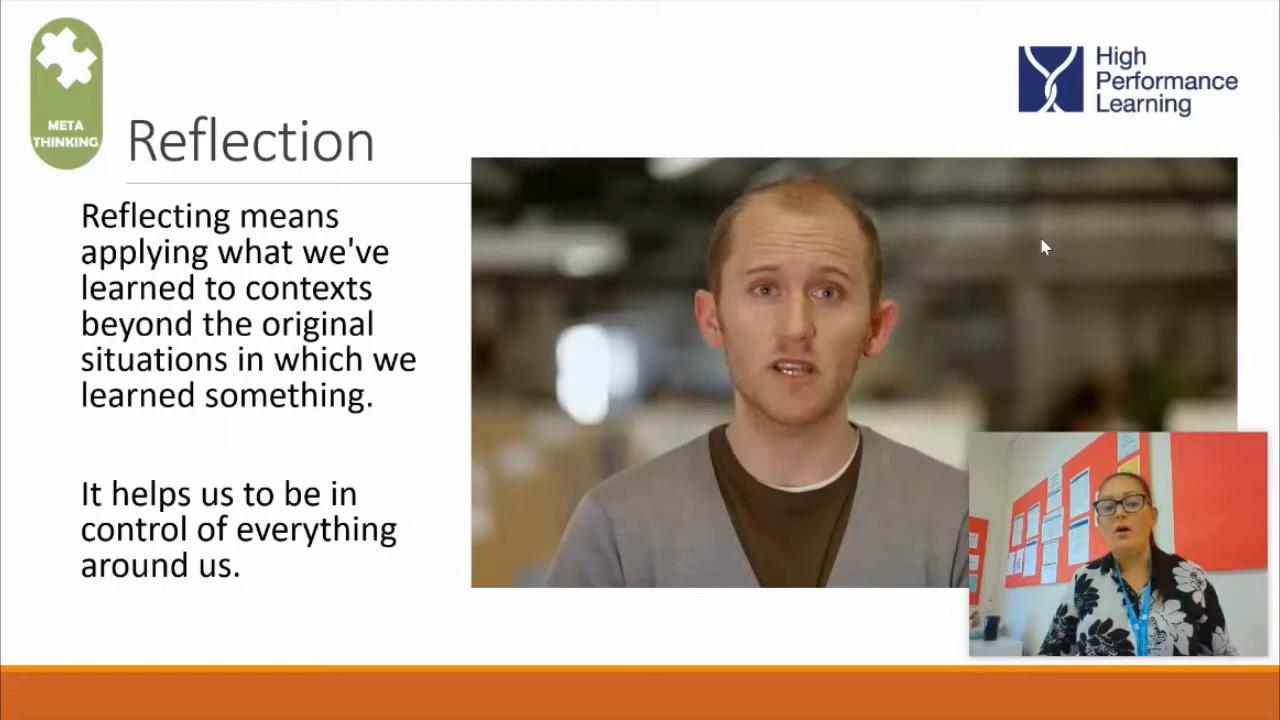 META
THINKING
High
Performance
Learning
Reflection
Reflecting means
applying what we've
learned to contexts
beyond the original
situations in which we
learned something.
It helps us to be in
control of everything
around us.